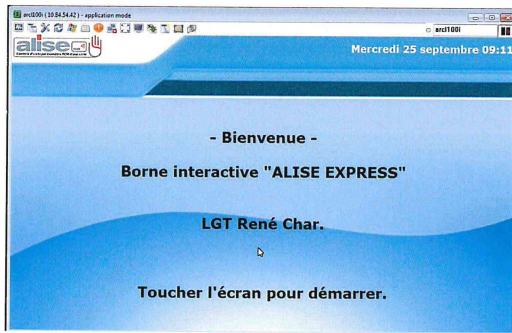 arcl100i ( 10.84.54.42 ) - application mode
arcl100i
alise
Mercredi 25 septembre 09:11
- Bienvenue -
Borne interactive "ALISE EXPRESS"
LGT René Char.
Toucher l'écran pour démarrer.